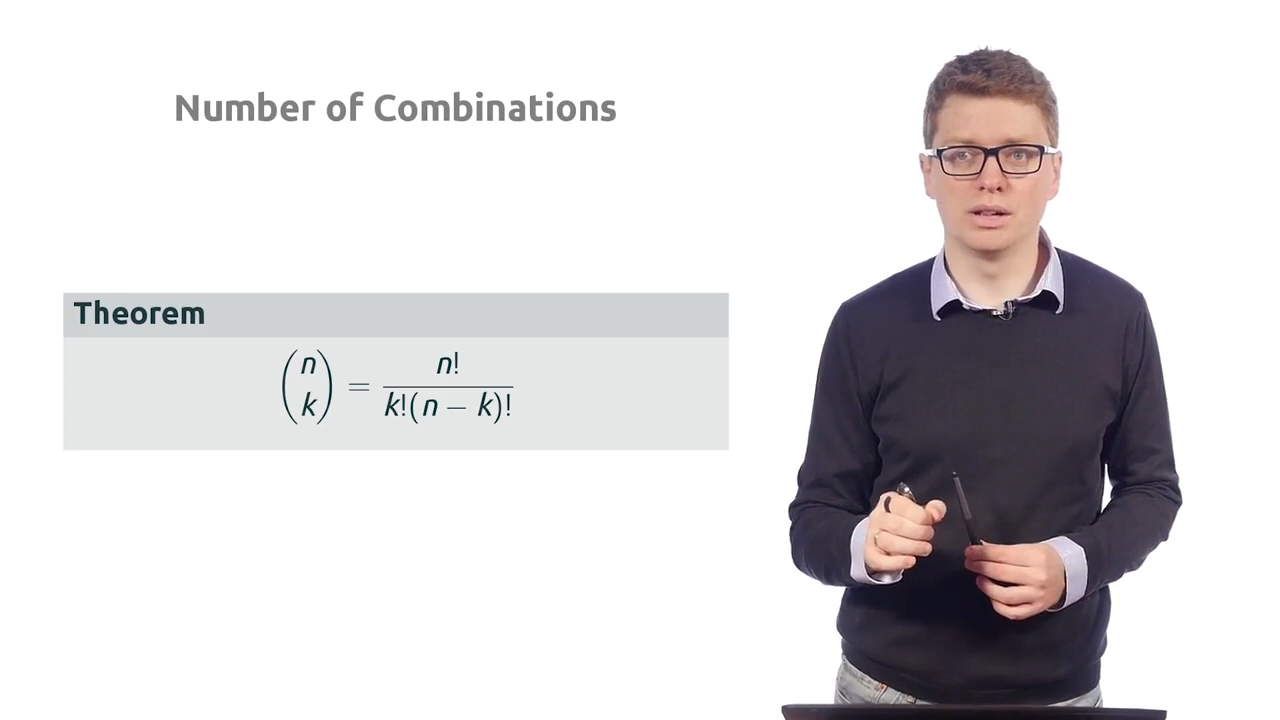 Number of Combinations
Theorem
(n k) = n! / k!(n − k)!